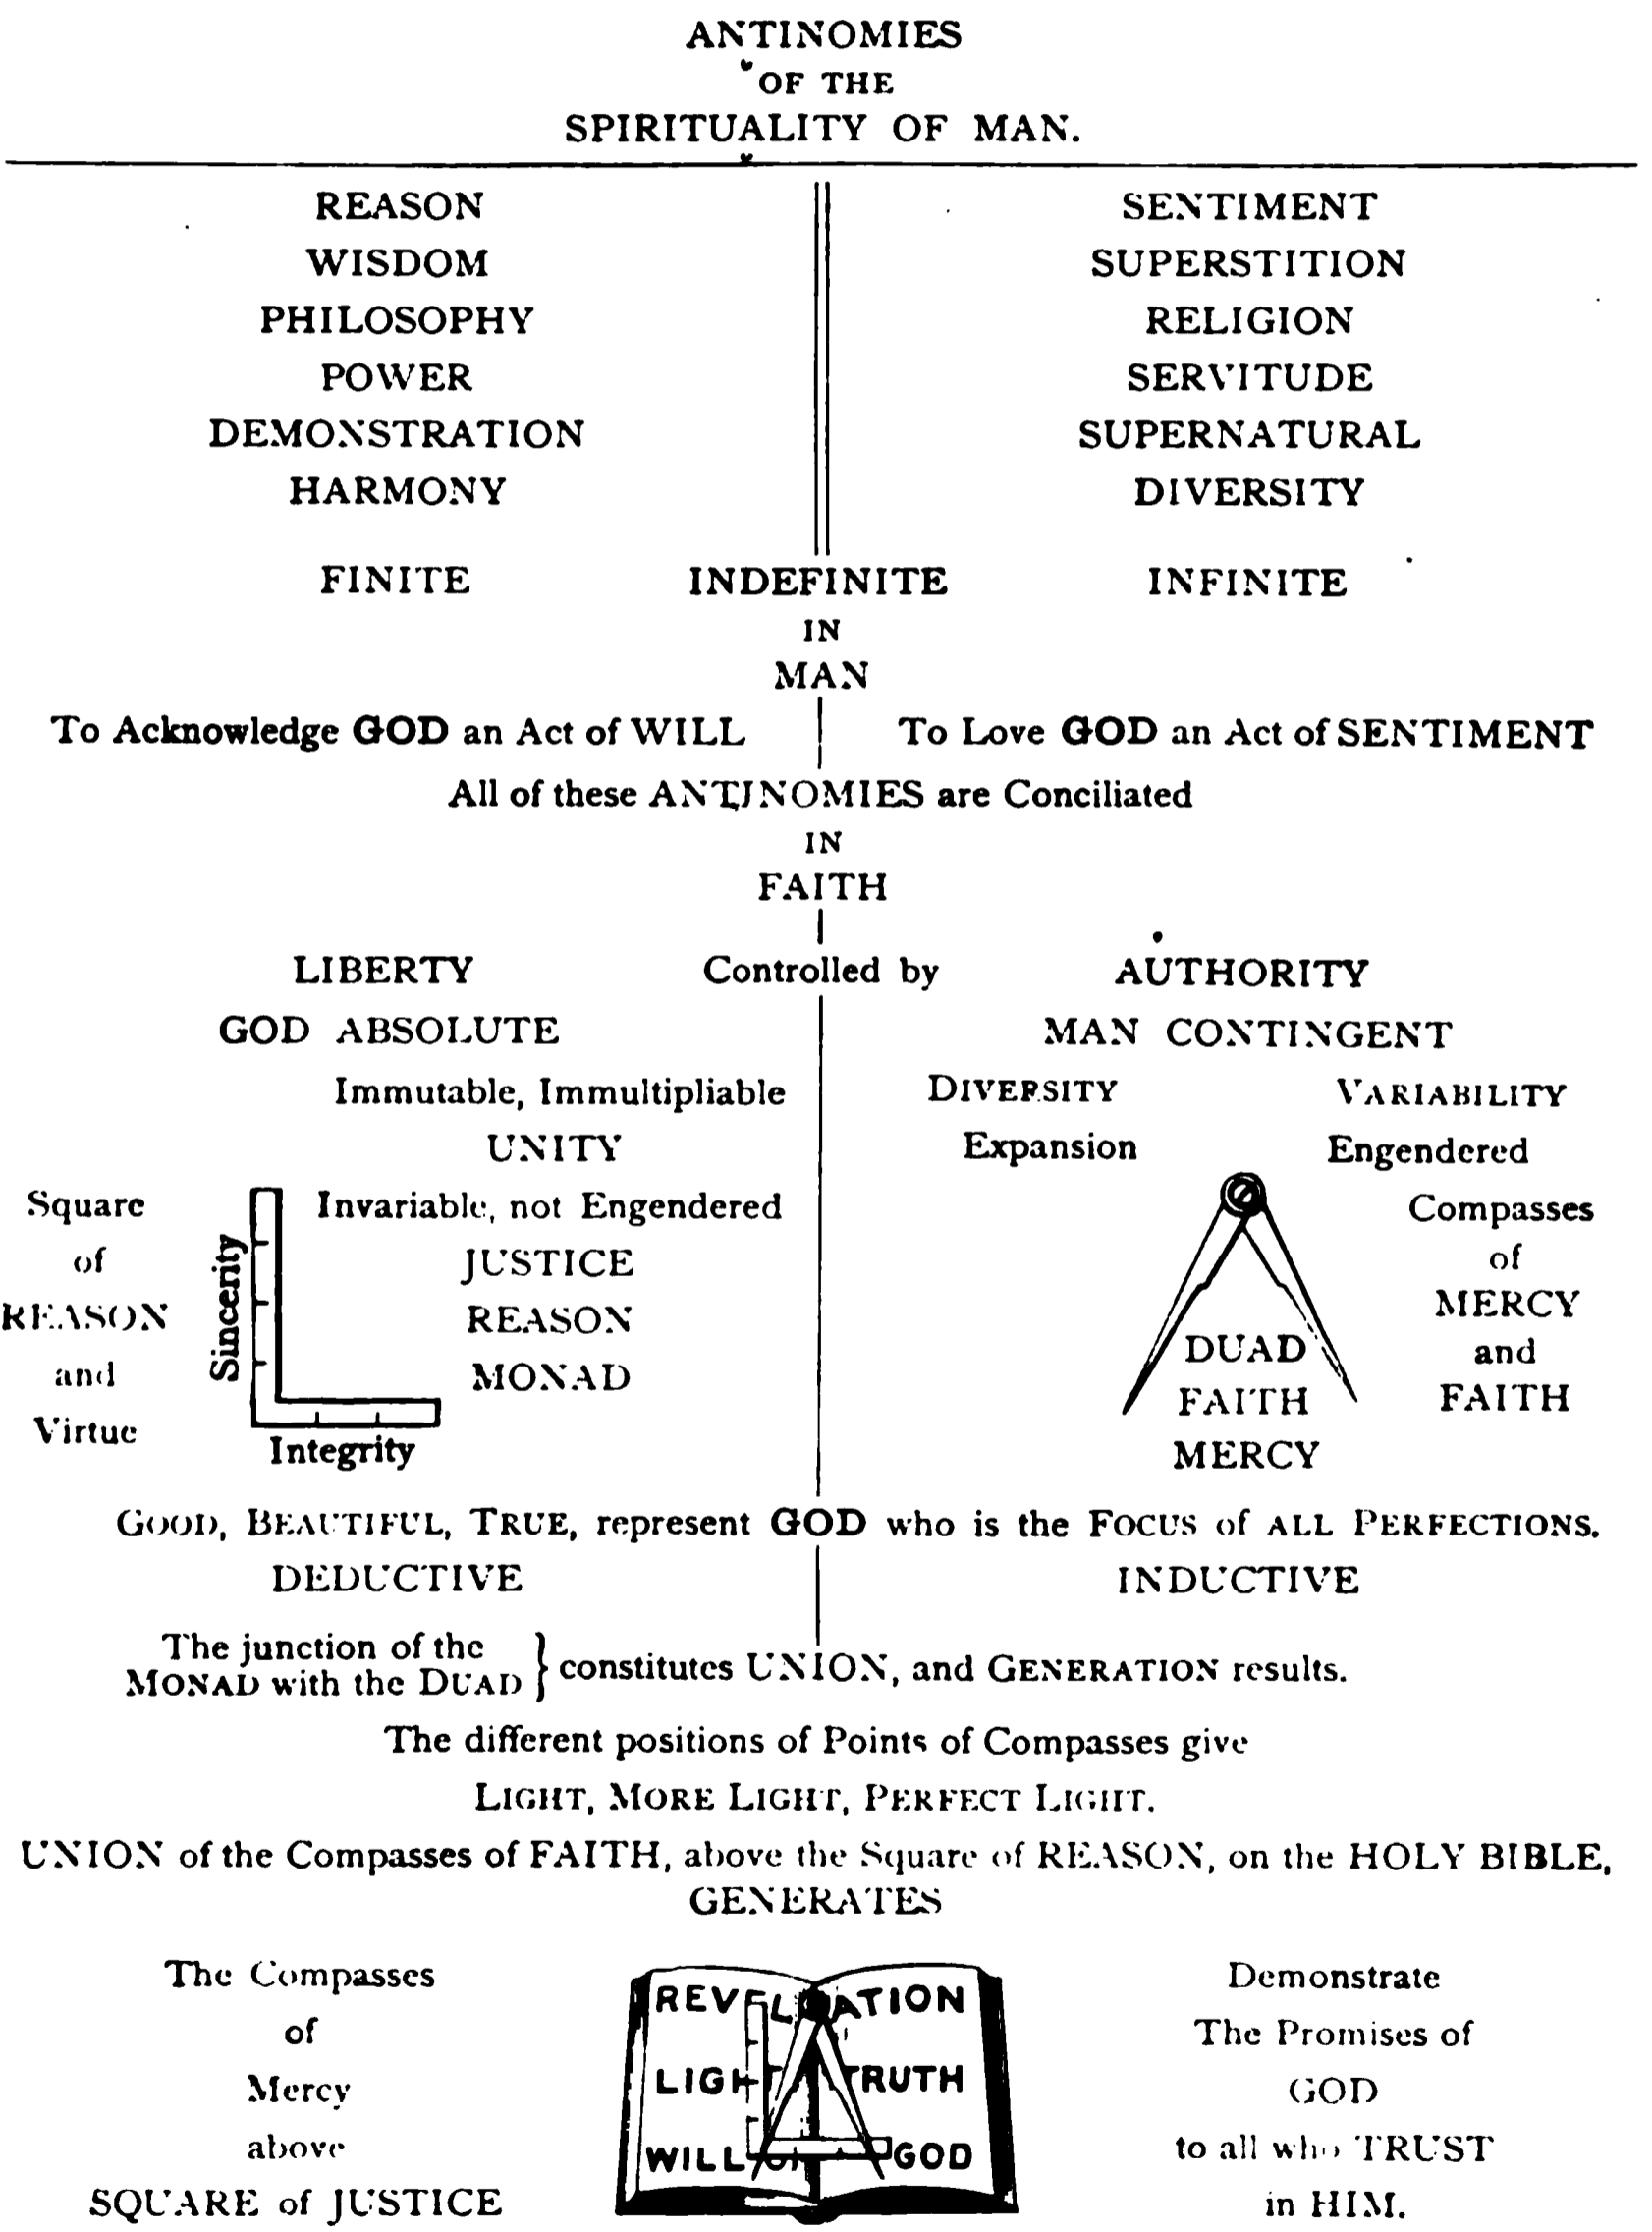 ANTINOMIES
OF THE
SPIRITUALITY OF MAN.
REASON SENTIMENT
WISDOM SUPERSTITION
PHILOSOPHY RELIGION
POWER SERVITUDE
DEMONSTRATION SUPERNATURAL
HARMONY DIVERSITY
FINITE INDEFINITE INFINITE
IN
MAN
To Acknowledge GOD an Act of WILL To Love GOD an Act of SENTIMENT
All of these ANTINOMIES are Conciliated
IN
FAITH
LIBERTY Controlled by AUTHORITY
GOD ABSOLUTE MAN CONTINGENT
Immutable, Immultipliable DIVERSITY VARIABILITY
UNITY Expansion Engendered
Square Invariable, not Engendered Compasses
of JUSTICE of
REASON REASON MERCY
and MONAD and
Virtue FAITH
Sincerity
Integrity
DUAD
FAITH
MERCY
GOOD, BEAUTIFUL, TRUE, represent GOD who is the FOCUS of ALL PERFECTIONS.
DEDUCTIVE INDUCTIVE
The junction of the
MONAD with the DUAD } constitutes UNION, and GENERATION results.
The different positions of Points of Compasses give
LIGHT, MORE LIGHT, PERFECT LIGHT.
UNION of the Compasses of FAITH, above the Square of REASON, on the HOLY BIBLE,
GENERATES
The Compasses
of
Mercy
above
SQUARE of JUSTICE
REVELATION
LIGHT TRUTH
WILL OF GOD
Demonstrate
The Promises of
GOD
to all who TRUST
in HIM.